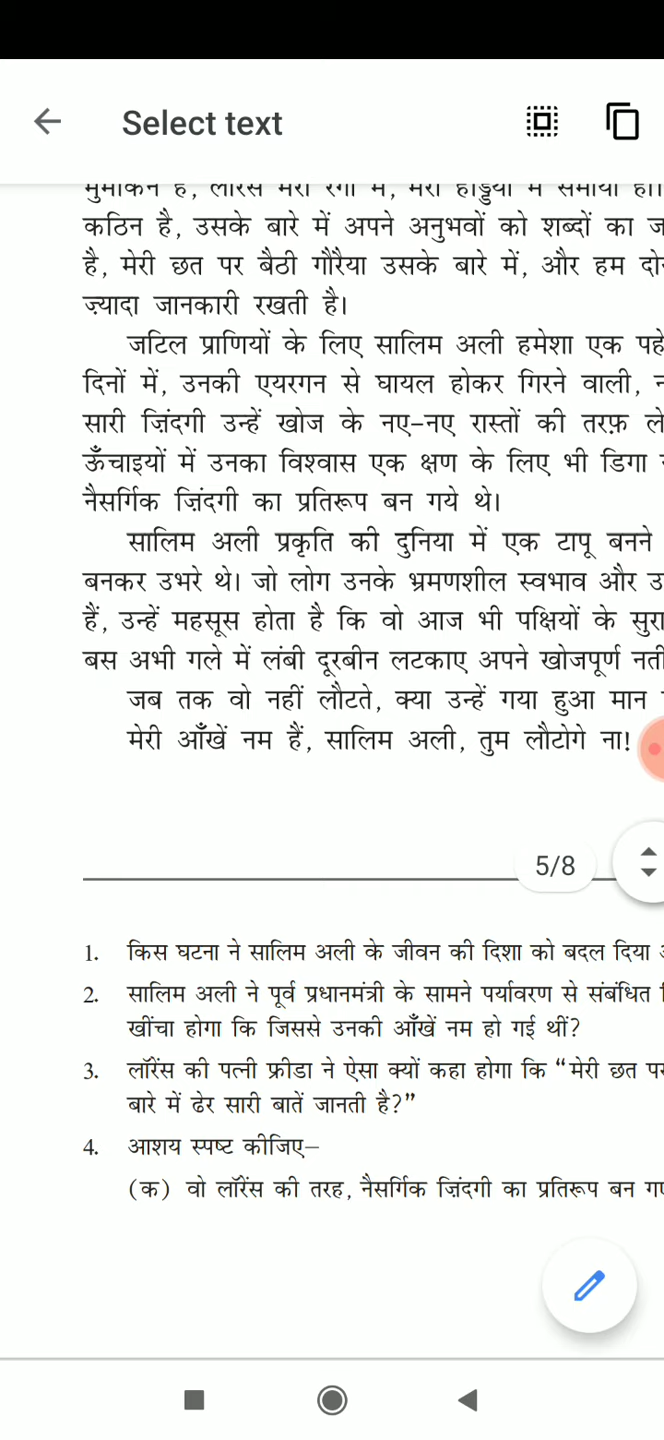 Select text
मुमकिन है, लॉरेंस मेरी रगों में, मेरी हड्डियों में समाया हो।
कठिन है, उसके बारे में अपने अनुभवों को शब्दों का
है, मेरी छत पर बैठी गौरैया उसके बारे में, और हम
ज़्यादा जानकारी रखती है।
जटिल प्राणियों के लिए सालिम अली हमेशा एक
दिनों में, उनकी एयरगन से घायल होकर गिरने वाली,
सारी ज़िंदगी उन्हें खोज के नए-नए रास्तों की तरफ़
ऊँचाइयों में उनका विश्वास एक क्षण के लिए भी डिगा
नैसर्गिक ज़िंदगी का प्रतिरूप बन गये थे।
सालिम अली प्रकृति की दुनिया में एक टापू बनने
बनकर उभरे थे। जो लोग उनके भ्रमणशील स्वभाव और
हैं, उन्हें महसूस होता है कि वो आज भी पक्षियों के
बस अभी गले में लंबी दूरबीन लटकाए अपने खोजपूर्ण
जब तक वो नहीं लौटते, क्या उन्हें गया हुआ मान
मेरी आँखें नम हैं, सालिम अली, तुम लौटोगे ना!
5/8
1. किस घटना ने सालिम अली के जीवन की दिशा को बदल दिया
2. सालिम अली ने पूर्व प्रधानमंत्री के सामने पर्यावरण से संबंधित
खींचा होगा कि जिससे उनकी आँखें नम हो गई थीं?
3. लॉरेंस की पत्नी फ्रीडा ने ऐसा क्यों कहा होगा कि “मेरी छत
बारे में ढेर सारी बातें जानती है?”
4. आशय स्पष्ट कीजिए—
(क) वो लॉरेंस की तरह, नैसर्गिक ज़िंदगी का प्रतिरूप बन